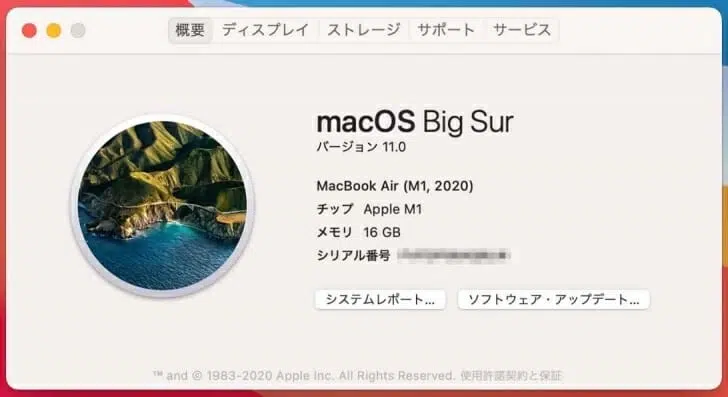 概要 ディスプレイ ストレージ サポート サービス
macOS Big Sur
バージョン 11.0
MacBook Air (M1, 2020)
チップ Apple M1
メモリ 16 GB
シリアル番号
システムレポート... ソフトウェア・アップデート...
™ and © 1983-2020 Apple Inc. All Rights Reserved. 使用許諾契約と保証